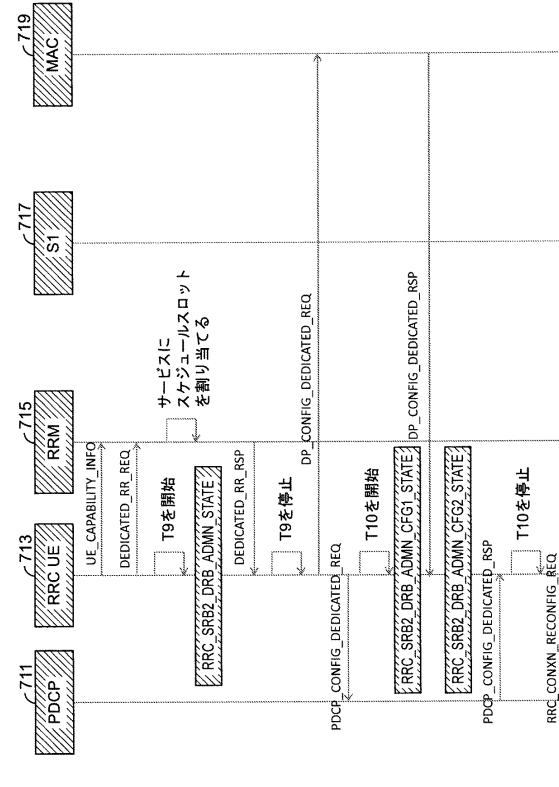 711
PDCP
713
RRC UE
715
RRM
717
S1
719
MAC
UE_CAPABILITY_INFO
DEDICATED_RR_REQ
T9を開始
サービスに
スケジュールスロット
を割り当てる
RRC_SRB2_DRB_ADMN_STATE
DEDICATED_RR_RSP
T9を停止
DP_CONFIG_DEDICATED_REQ
PDCP_CONFIG_DEDICATED_REQ
T10を開始
RRC_SRB2_DRB_ADMN_CFG1_STATE
DP_CONFIG_DEDICATED_RSP
RRC_SRB2_DRB_ADMN_CFG2_STATE
PDCP_CONFIG_DEDICATED_RSP
T10を停止
RRC_CONXN_RECONFIG_REQ